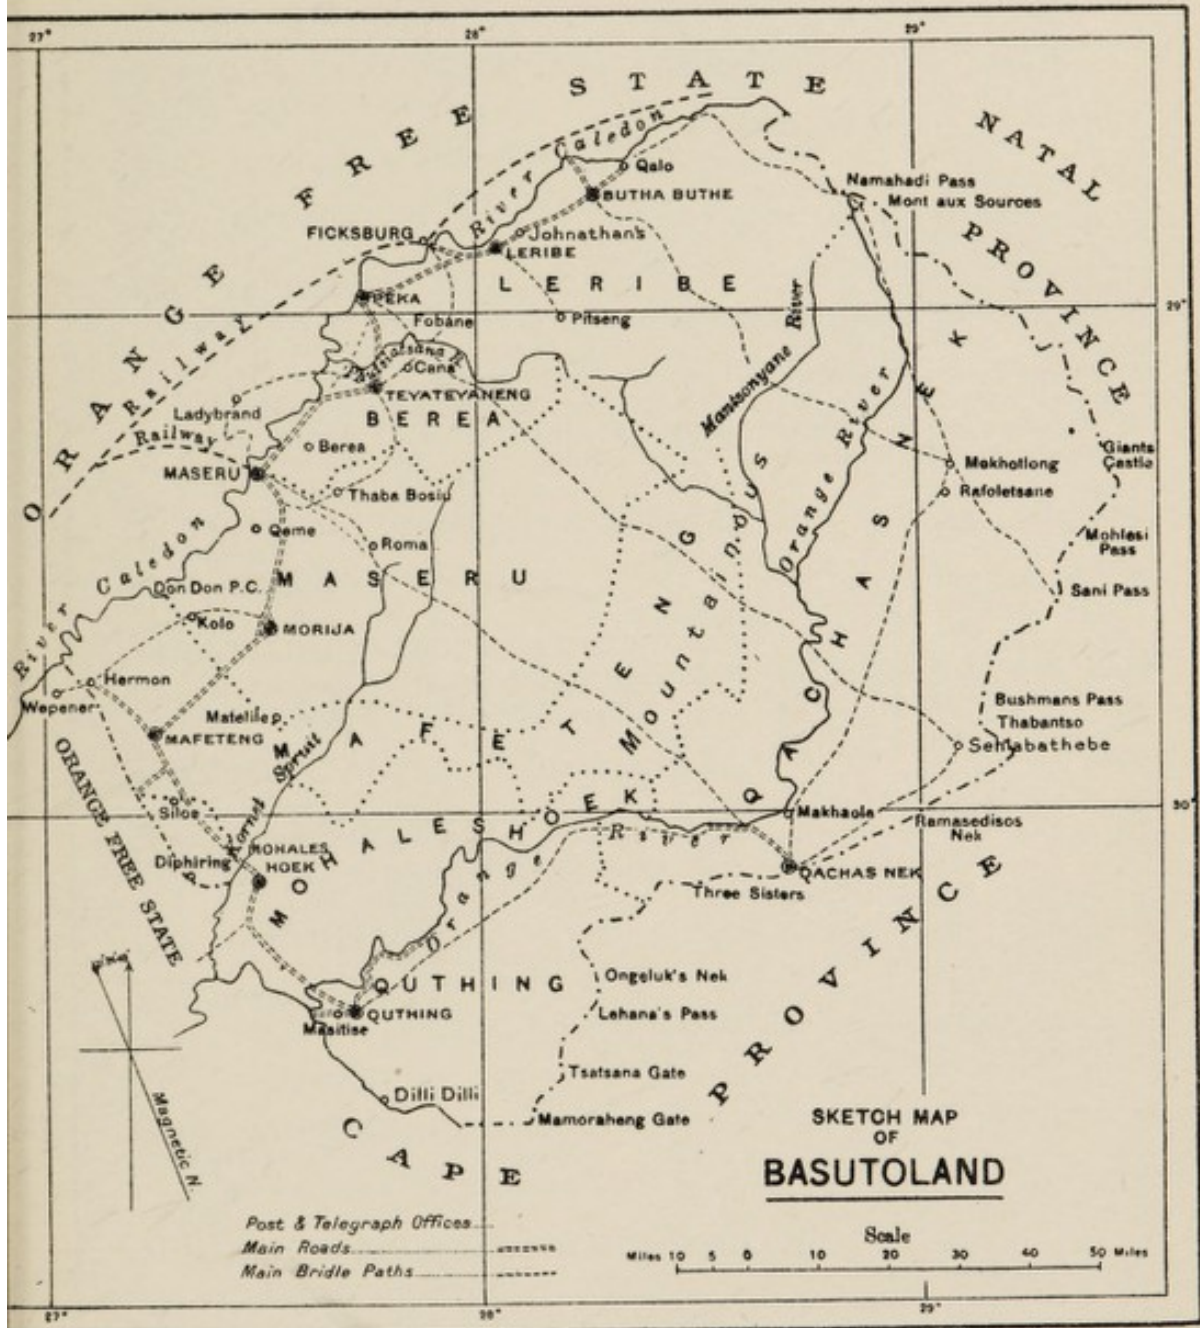 27°
28°
29°
ORANGE FREE STATE
NATAL
PROVINCE
River Caledon
Qalo
BUTHA BUTHE
Namahadi Pass
Mont aux Sources
FICKSBURG
Johnathan's
LERIBE
LERIBE
PEKA
Fobane
Pitseng
29°
Railway
Cana
TEYATEYANENG
Mantsonyane River
Ladybrand
BEREA
Railway
Berea
MASERU
Thaba Bosiu
Orange River
Mokhotlong
Rafoletsane
Giants
Castle
Qeme
Roma
Mohlesi
Pass
River Caledon
Don Don P.C.
MASERU
Sani Pass
Kolo
MORIJA
Hermon
Wepener
Matelile
MAFETENG
MAFETENG
Mountains
QACHAS NEK
Bushmans Pass
Thabantso
Sehlabathebe
ORANGE FREE STATE
Kornet Spruit
Siloe
30°
MOHALESHOEK
Makhaola
Ramasedisos
Nek
Diphiring
MOHALES
HOEK
Orange River
QACHAS NEK
Three Sisters
QUTHING
Ongeluk's Nek
Masitise
QUTHING
Lehana's Pass
Tsatsana Gate
Dilli Dilli
Mamoraheng Gate
CAPE PROVINCE
Magnetic N.
SKETCH MAP
OF
BASUTOLAND
Post & Telegraph Offices
Main Roads
Main Bridle Paths
Scale
Miles 10 5 0 10 20 30 40 50 Miles
27°
28°
29°